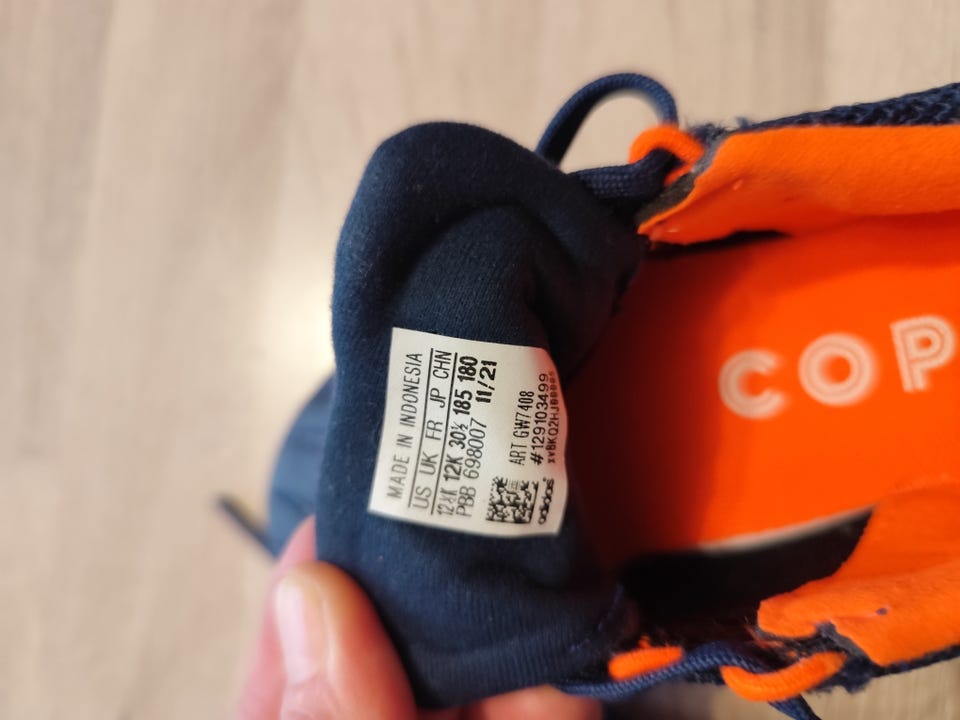 MADE IN INDONESIA
US UK FR JP CHN
12½K 12K 30½ 185 180
PBB 698007 11/21
ART GW7408
#129103499
adidas
COP